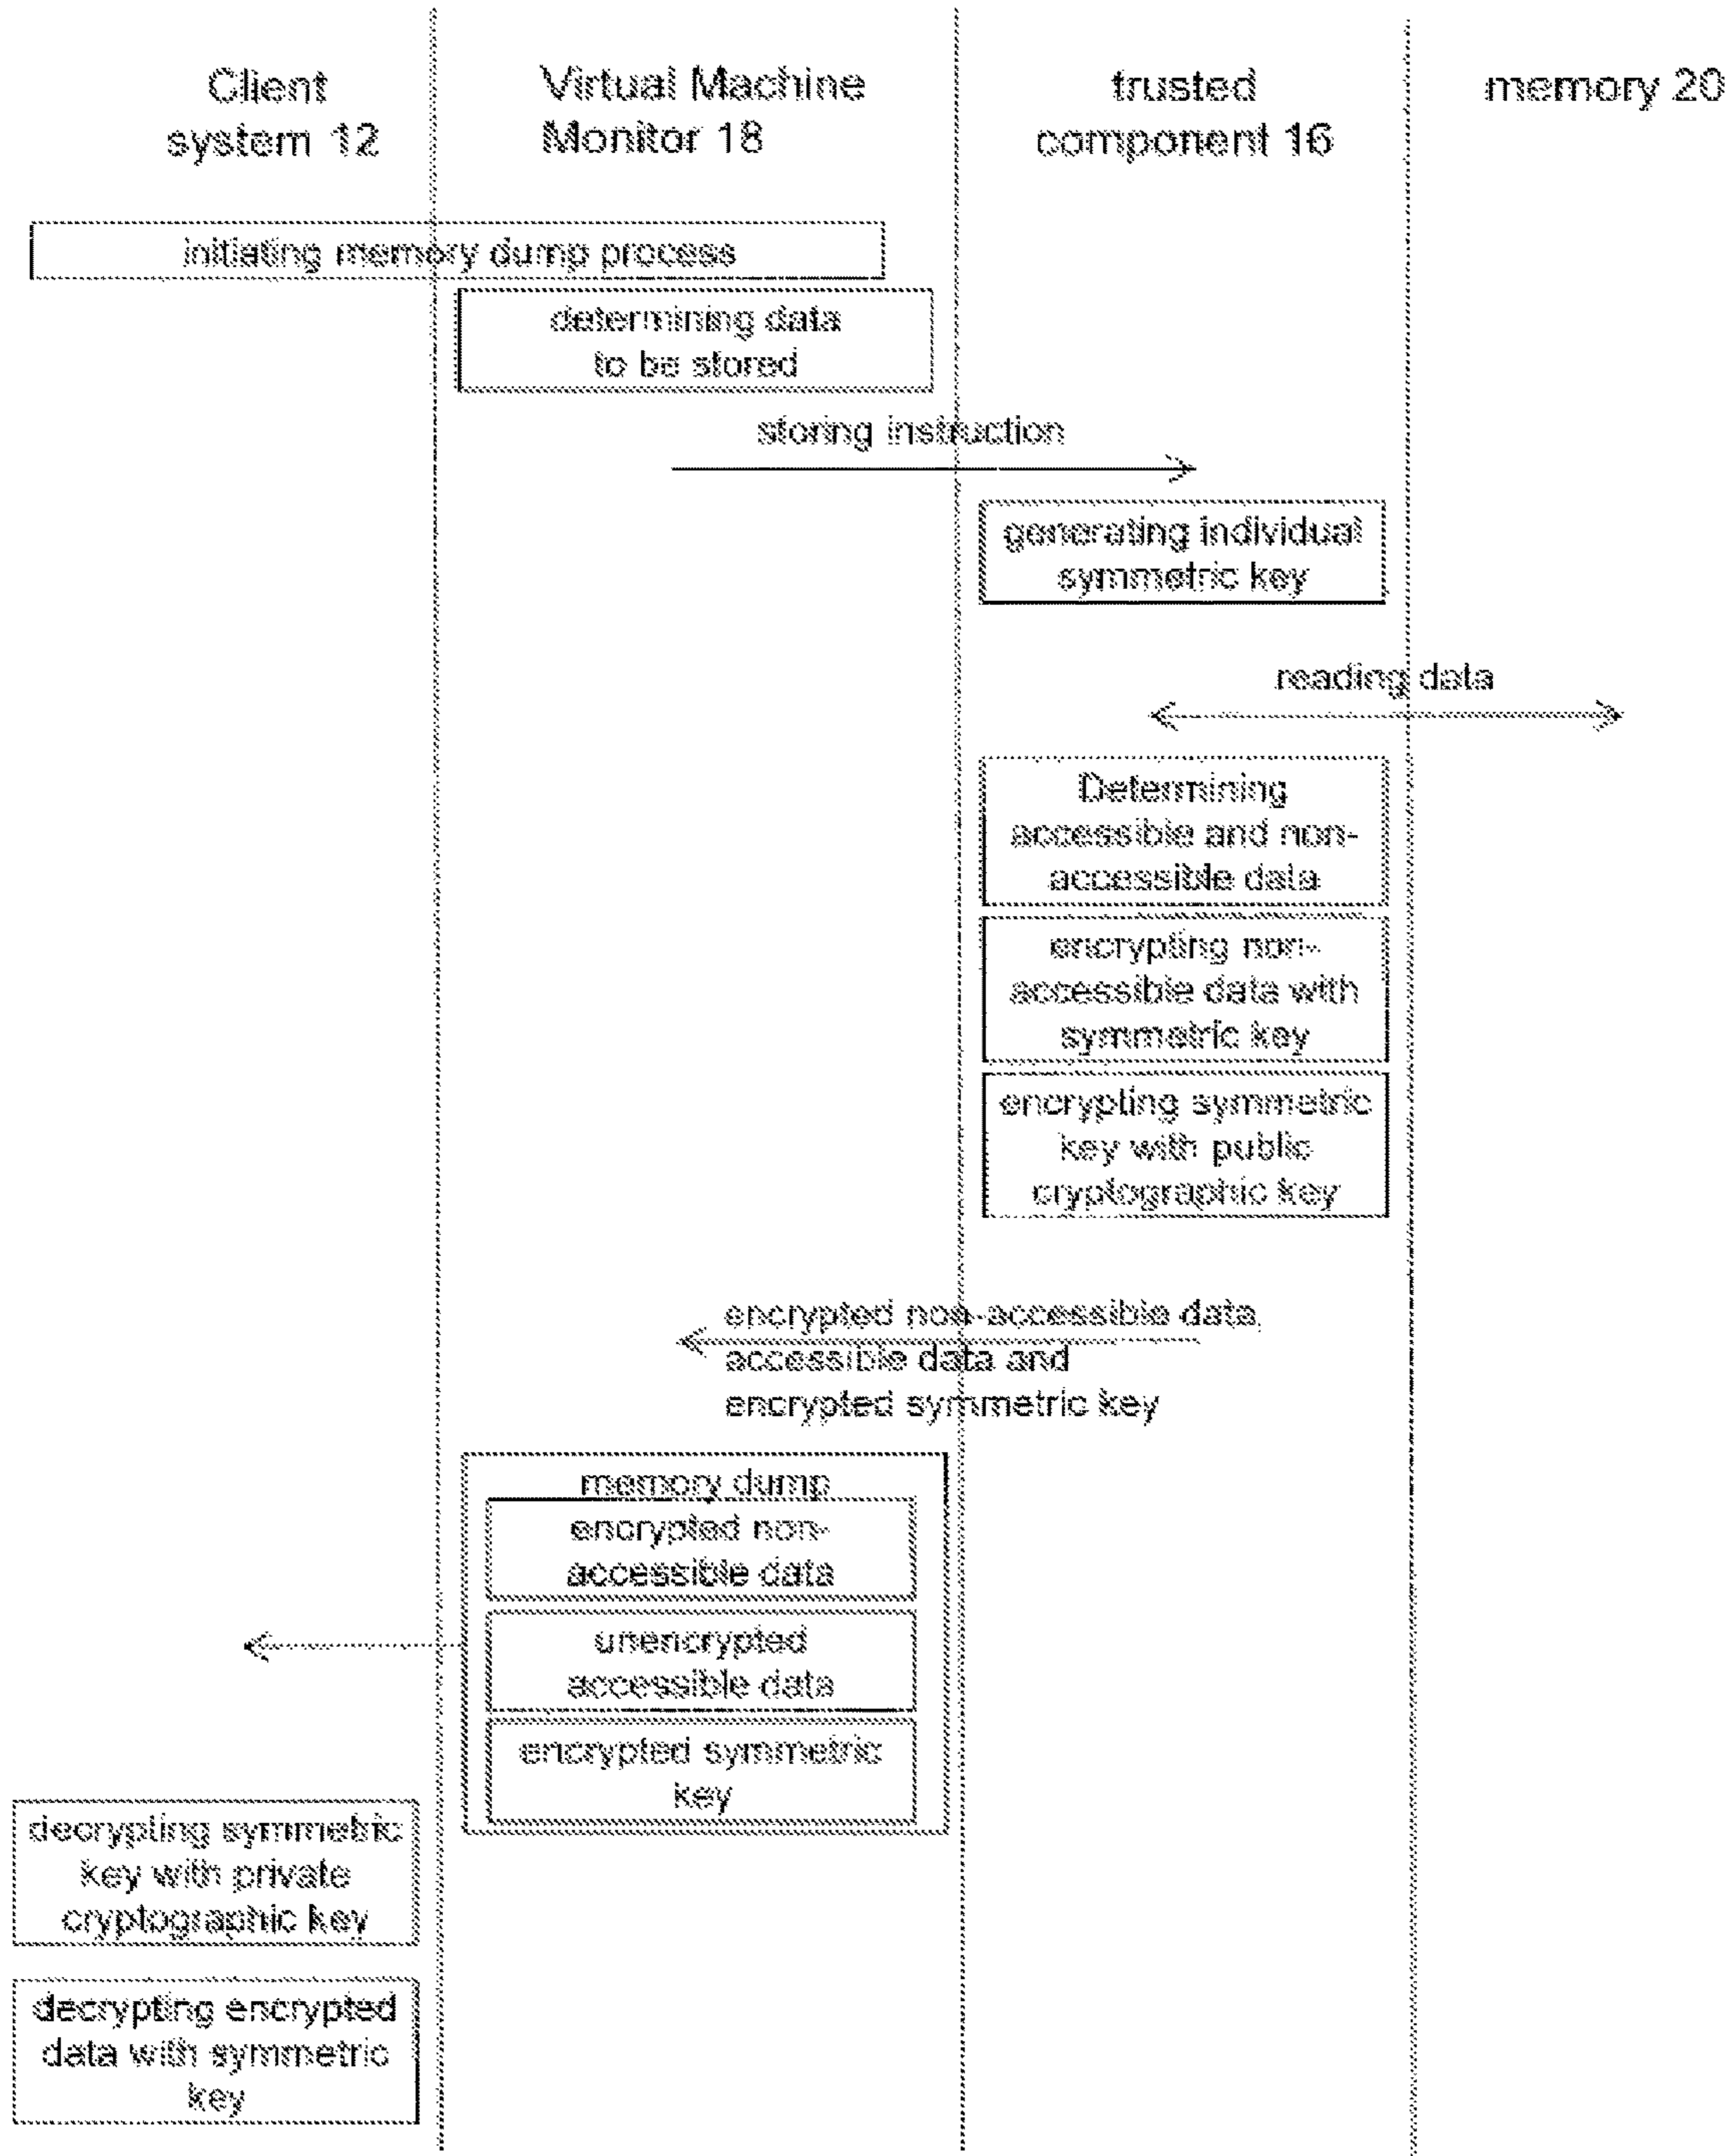 Client
system 12
Virtual Machine
Monitor 18
trusted
component 16
memory 20
initiating memory dump process
determining data
to be stored
storing instruction
generating individual
symmetric key
reading data
Determining
accessible and non-
accessible data
encrypting non-
accessible data with
symmetric key
encrypting symmetric
key with public
cryptographic key
encrypted non-accessible data,
accessible data and
encrypted symmetric key
memory dump
encrypted non-
accessible data
unencrypted
accessible data
encrypted symmetric
key
decrypting symmetric
key with private
cryptographic key
decrypting encrypted
data with symmetric
key